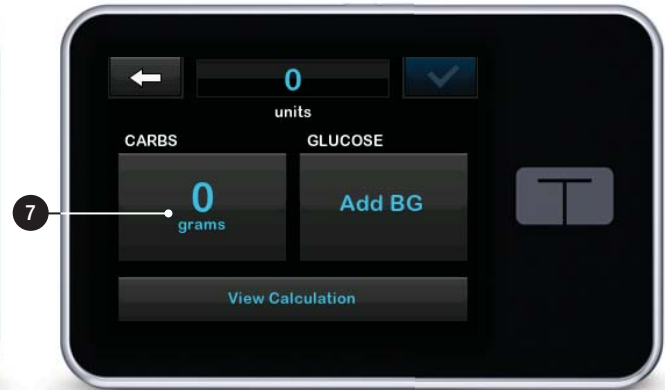 0
units
CARBS
GLUCOSE
0
grams
Add BG
View Calculation
7